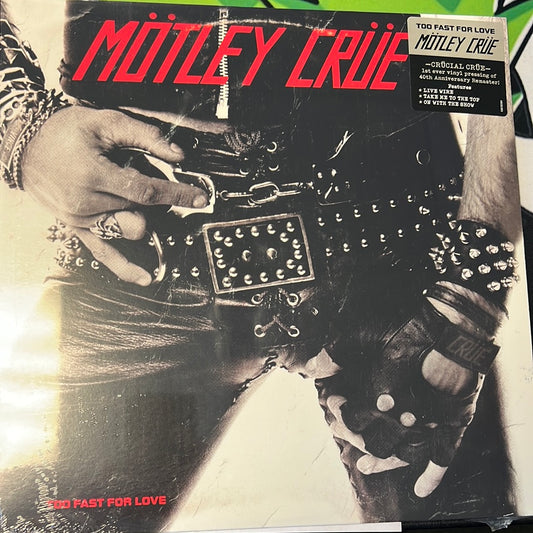 MÖTLEY CRÜE
TOO FAST FOR LOVE
MÖTLEY CRÜE
—CRÜCIAL CRÜE—
1st ever vinyl pressing of
40th Anniversary Remaster!
Features
★ LIVE WIRE
★ TAKE ME TO THE TOP
★ ON WITH THE SHOW
CRÜE
TOO FAST FOR LOVE